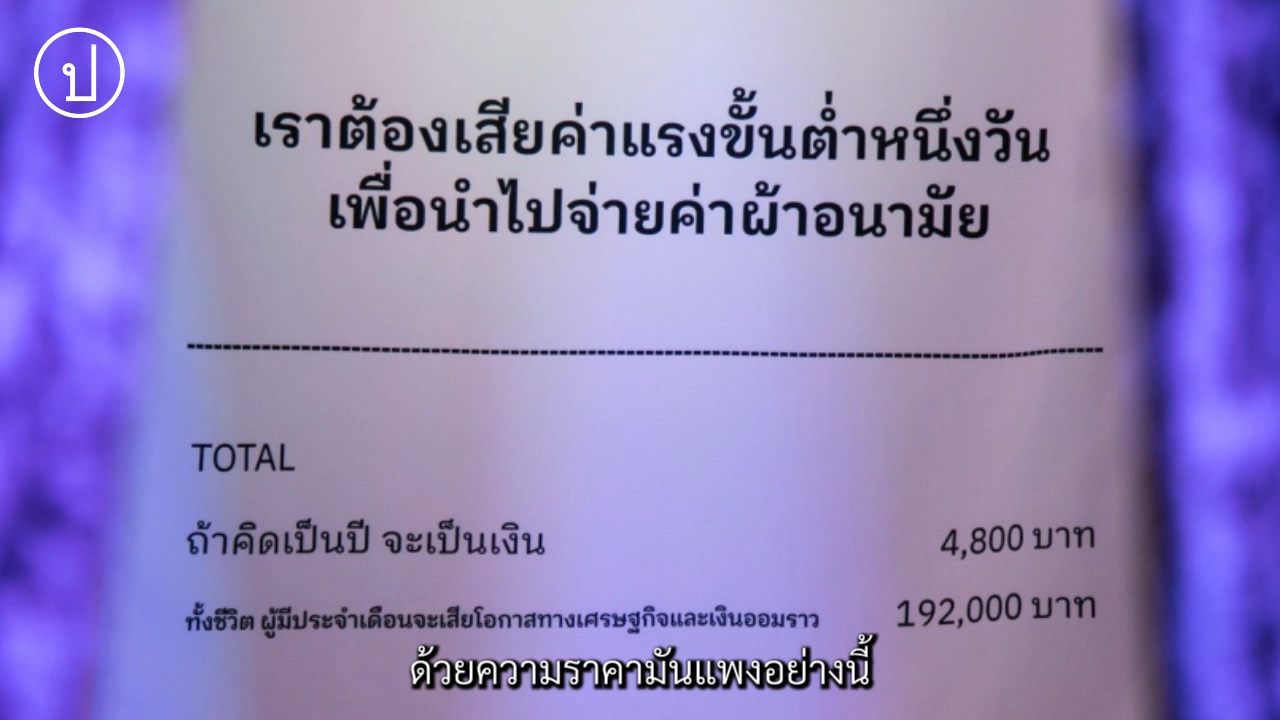 ป
เราต้องเสียค่าแรงขั้นต่ำหนึ่งวัน
เพื่อนำไปจ่ายค่าผ้าอนามัย
TOTAL
ถ้าคิดเป็นปี จะเป็นเงิน 4,800 บาท
ทั้งชีวิต ผู้มีประจำเดือนจะเสียโอกาสทางเศรษฐกิจและเงินออมราว 192,000 บาท
ด้วยความราคามันแพงอย่างนี้